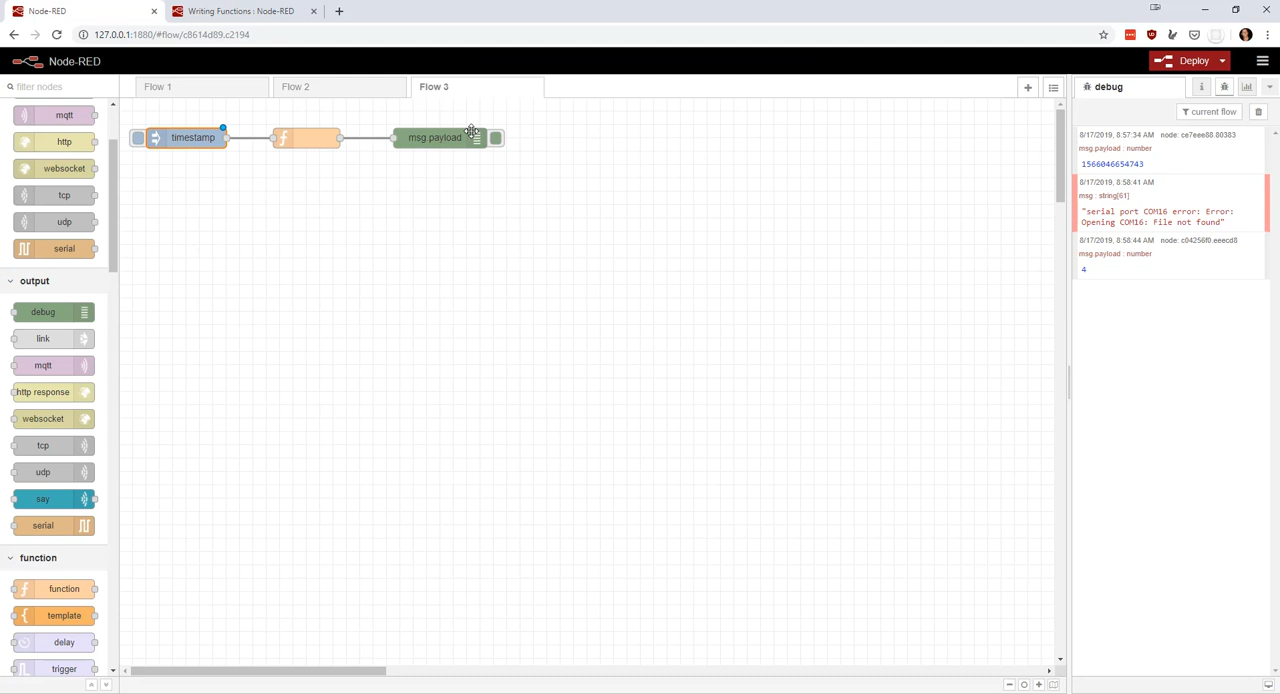 Node-RED
Writing Functions : Node-RED
127.0.0.1:1880/#flow/c8614d89.c2194
Node-RED
Deploy
filter nodes
Flow 1
Flow 2
Flow 3
debug
i
current flow
mqtt
http
websocket
tcp
udp
serial
output
debug
link
mqtt
http response
websocket
tcp
udp
say
serial
function
function
template
delay
trigger
timestamp
f
msg.payload
8/17/2019, 8:57:34 AM node: ce7eee88.80383
msg.payload : number
1566046654743
8/17/2019, 8:58:41 AM
msg : string[61]
"serial port COM16 error: Error:
Opening COM16: File not found"
8/17/2019, 8:58:44 AM node: c04256f0.eeecd8
msg.payload : number
4